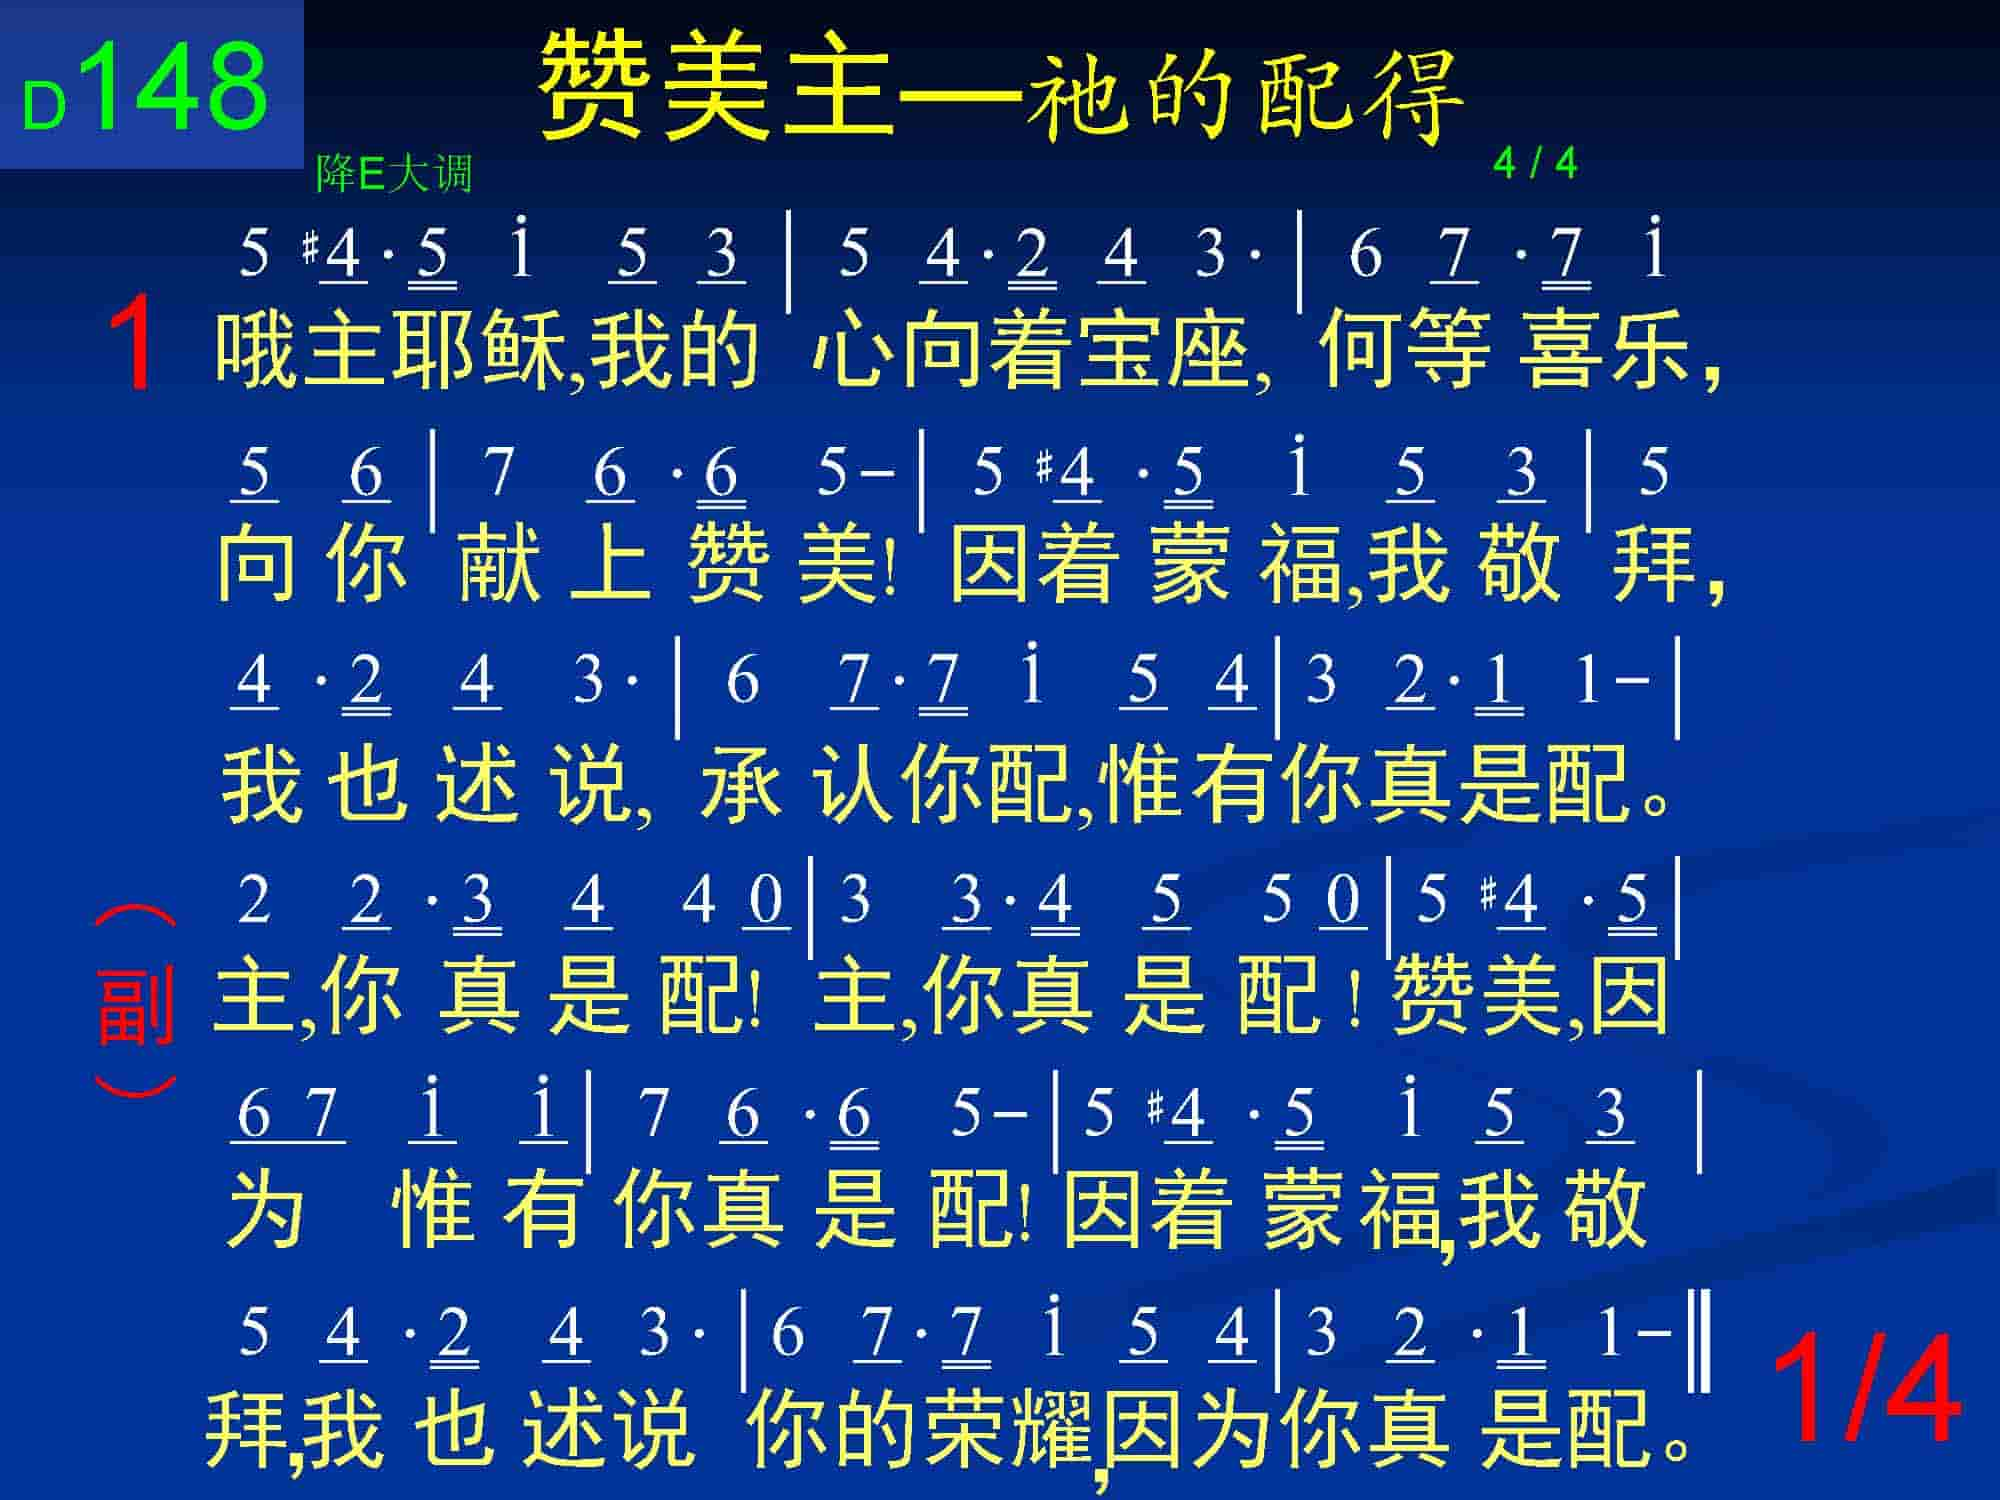 D148
赞美主—祂的配得
降E大调 4 / 4
5 #4·5 i 5 3 | 5 4·2 4 3· | 6 7·7 i
1 哦主耶稣,我的 心向着宝座, 何等喜乐,
5 6 | 7 6·6 5– | 5 #4·5 i 5 3 | 5
向你 献上赞美! 因着蒙福,我敬 拜,
4·2 4 3· | 6 7·7 i 5 4 | 3 2·1 1– |
我也述说, 承认你配,惟有你真是配。
2 2·3 4 4 0 | 3 3·4 5 5 0 | 5 #4·5 |
（副） 主,你真是配! 主,你真是配! 赞美,因
6 7 i i | 7 6·6 5– | 5 #4·5 i 5 3 |
为 惟有你真是配! 因着蒙福,我敬
5 4·2 4 3· | 6 7·7 i 5 4 | 3 2·1 1– ‖
拜,我也述说 你的荣耀,因为你真是配。
1/4